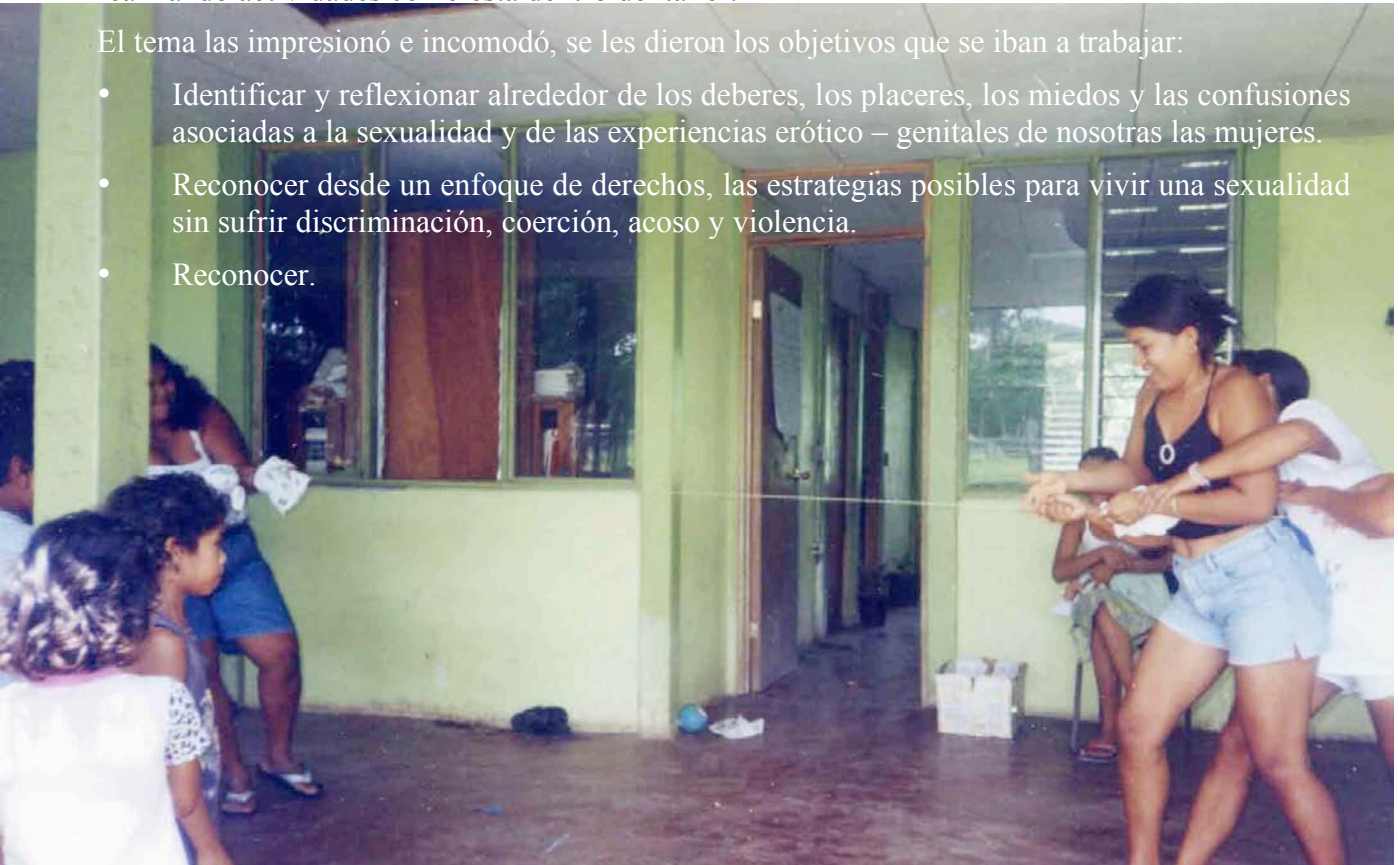 El tema las impresionó e incomodó, se les dieron los objetivos que se iban a trabajar:
• Identificar y reflexionar alrededor de los deberes, los placeres, los miedos y las confusiones
asociadas a la sexualidad y de las experiencias erótico – genitales de nosotras las mujeres.
• Reconocer desde un enfoque de derechos, las estrategias posibles para vivir una sexualidad
sin sufrir discriminación, coerción, acoso y violencia.
• Reconocer.